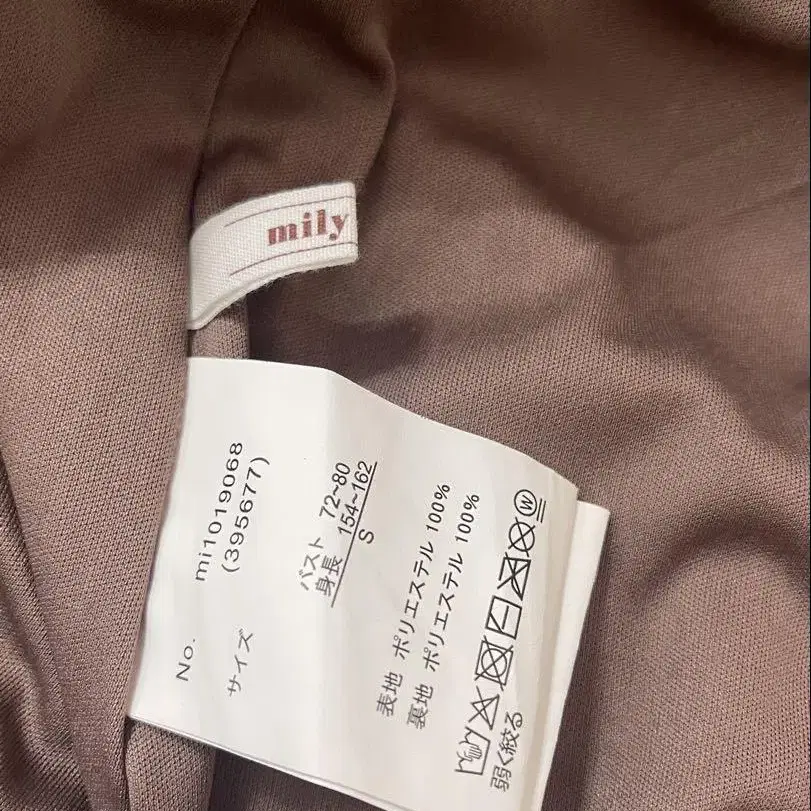 mily
No. mi1019068
(395677)
サイズ
バスト 72~80
身長 154~162
S
表地 ポリエステル 100%
裏地 ポリエステル 100%
W
弱く絞る